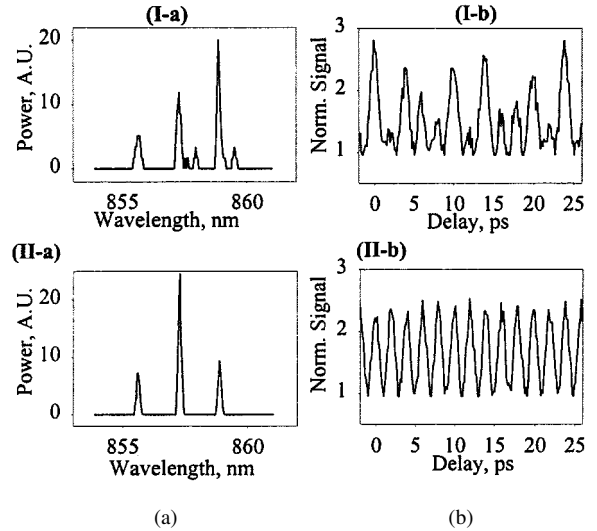 (I-a)
Power, A.U.
20
10
0
855
860
Wavelength, nm
(I-b)
Norm. Signal
3
2
1
0 5 10 15 20 25
Delay, ps
(II-a)
Power, A.U.
20
10
0
855
860
Wavelength, nm
(II-b)
Norm. Signal
3
2
1
0 5 10 15 20 25
Delay, ps
(a)
(b)